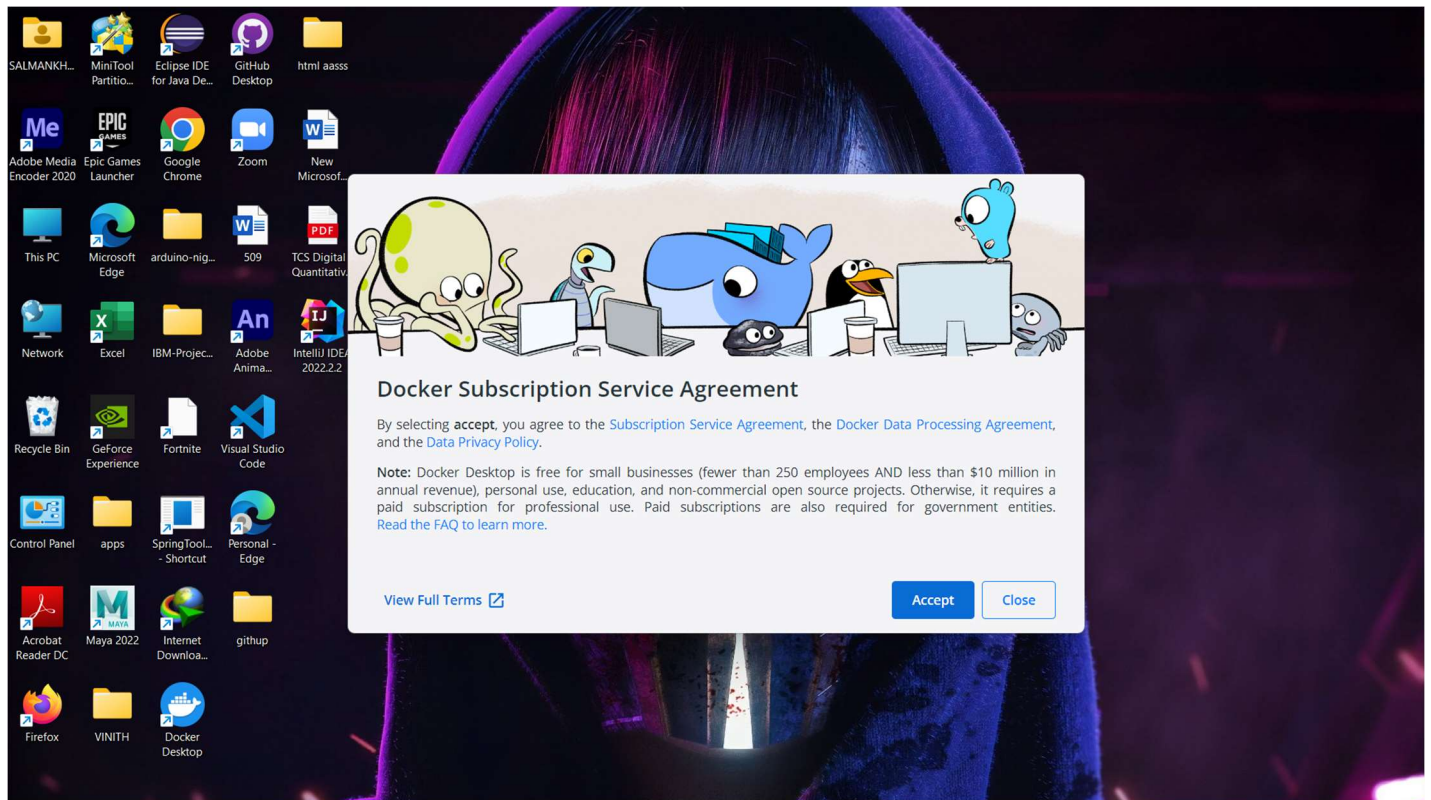 SALMANKH...
MiniTool
Partitio...
Eclipse IDE
for Java De...
GitHub
Desktop
html aasss
Me
Adobe Media
Encoder 2020
EPIC
GAMES
Epic Games
Launcher
Google
Chrome
Zoom
W
New
Microsof...
This PC
Microsoft
Edge
arduino-nig...
W
509
PDF
TCS Digital
Quantitativ...
Network
X
Excel
IBM-Projec...
An
Adobe
Anima...
IJ
IntelliJ IDEA
2022.2.2
Recycle Bin
GeForce
Experience
Fortnite
Visual Studio
Code
Control Panel
apps
SpringTool...
- Shortcut
Personal -
Edge
Acrobat
Reader DC
M
MAYA
Maya 2022
Internet
Downloa...
githup
Firefox
VINITH
Docker
Desktop
Docker Subscription Service Agreement
By selecting accept, you agree to the Subscription Service Agreement, the Docker Data Processing Agreement,
and the Data Privacy Policy.
Note: Docker Desktop is free for small businesses (fewer than 250 employees AND less than $10 million in
annual revenue), personal use, education, and non-commercial open source projects. Otherwise, it requires a
paid subscription for professional use. Paid subscriptions are also required for government entities.
Read the FAQ to learn more.
View Full Terms
Accept
Close